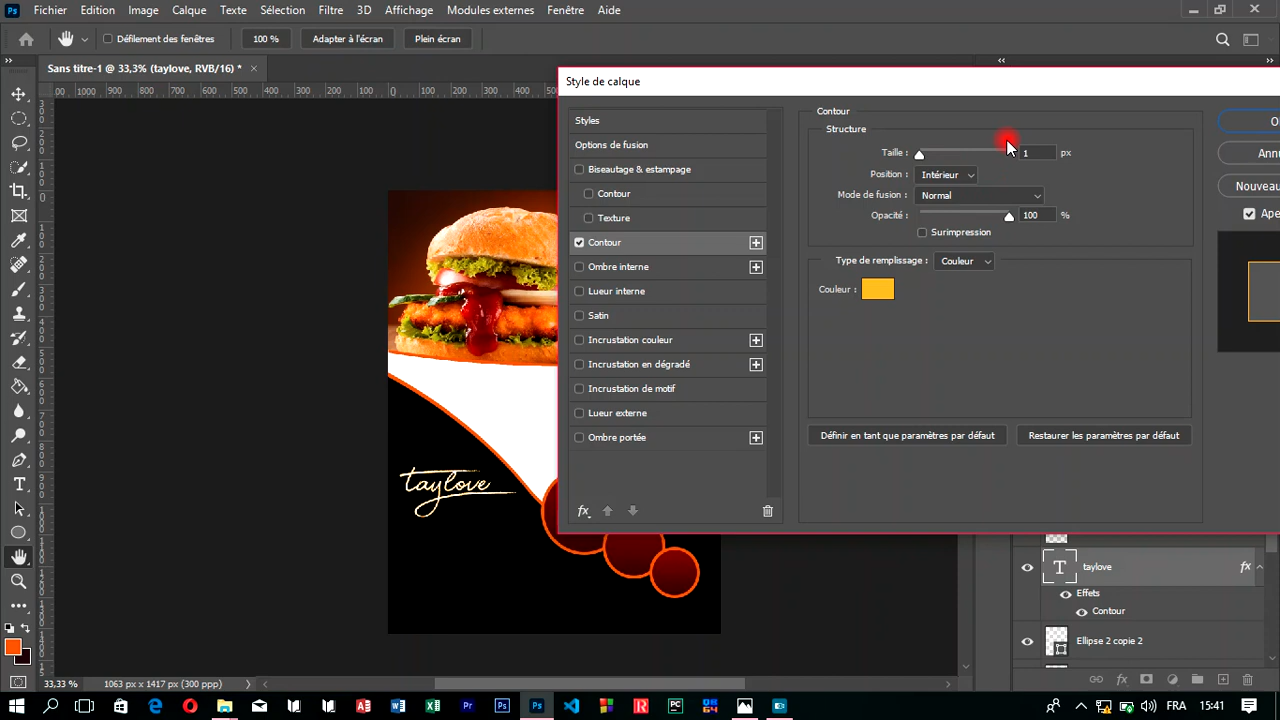 Ps Fichier Edition Image Calque Texte Sélection Filtre 3D Affichage Modules externes Fenêtre Aide
Défilement des fenêtres 100 % Adapter à l'écran Plein écran
Sans titre-1 @ 33,3% (taylove, RVB/16) *
Style de calque
Styles
Options de fusion
Biseautage & estampage
Contour
Texture
Contour
Ombre interne
Lueur interne
Satin
Incrustation couleur
Incrustation en dégradé
Incrustation de motif
Lueur externe
Ombre portée
fx
Contour
Structure
Taille : 1 px
Position : Intérieur
Mode de fusion : Normal
Opacité : 100 %
Surimpression
Type de remplissage : Couleur
Couleur :
Définir en tant que paramètres par défaut Restaurer les paramètres par défaut
O
Annu
Nouveau
Ape
taylove
T taylove fx
Effets
Contour
Ellipse 2 copie 2
33,33 % 1063 px x 1417 px (300 ppp)
FRA 15:41